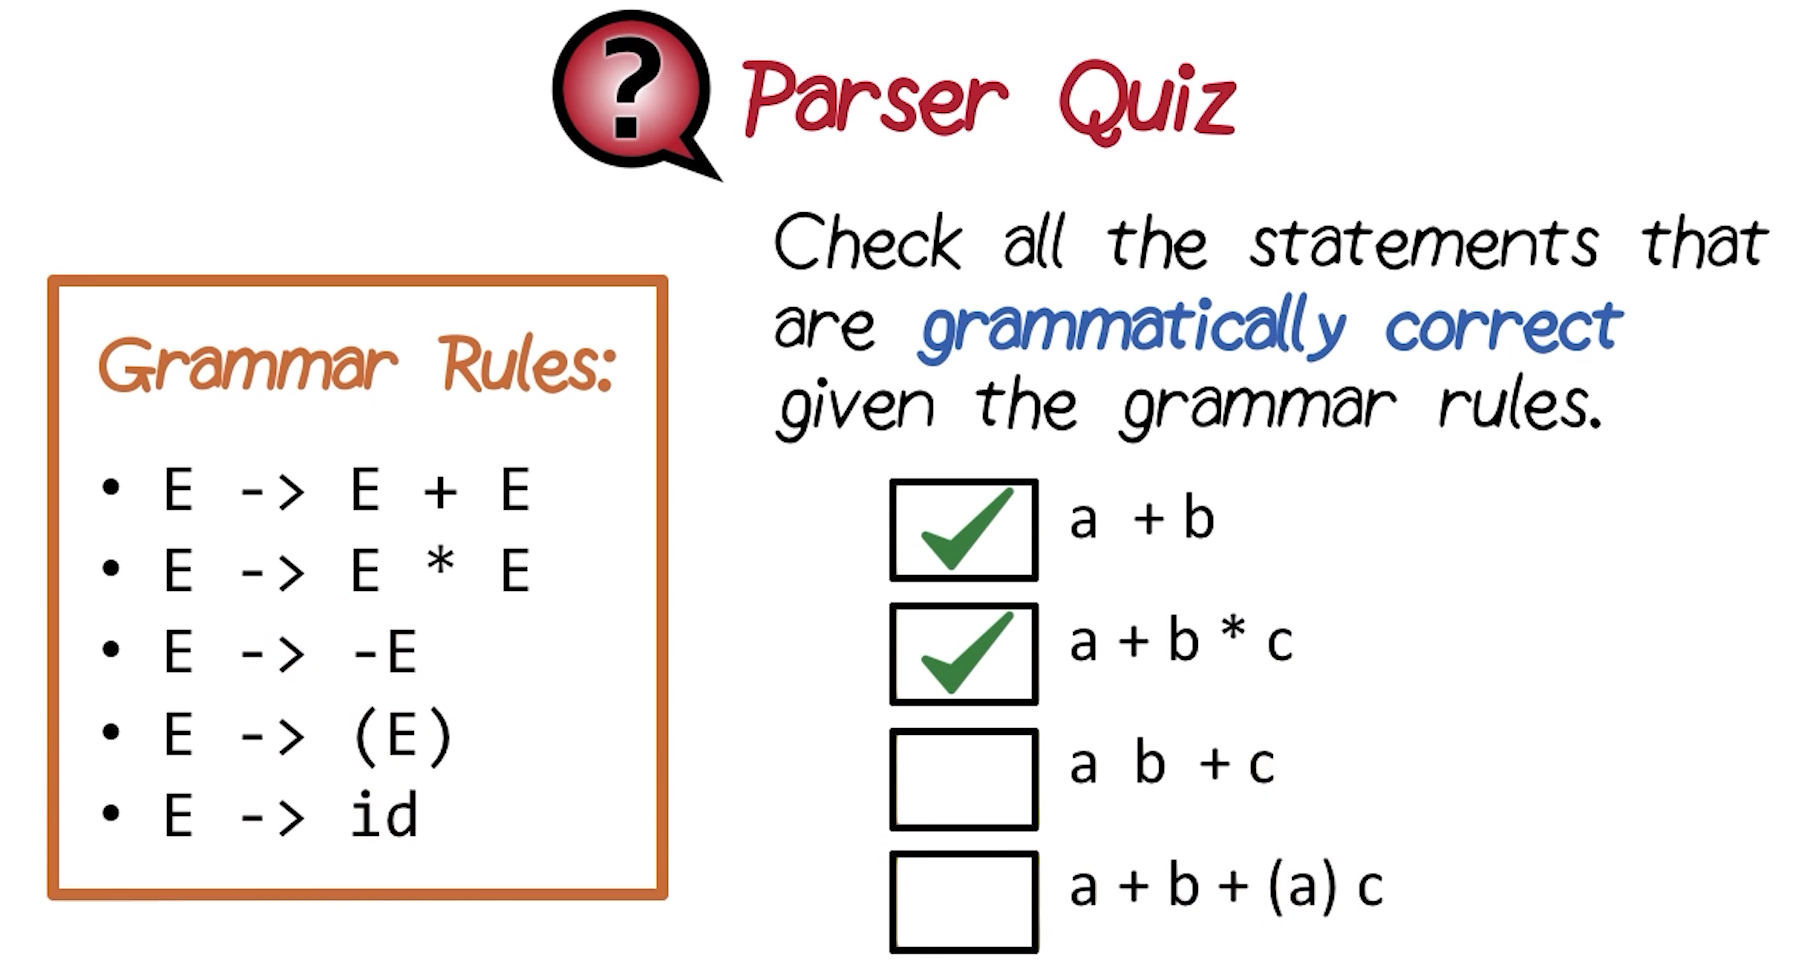 ?
Parser Quiz
Check all the statements that
are grammatically correct
given the grammar rules.
Grammar Rules:
• E -> E + E
• E -> E * E
• E -> -E
• E -> (E)
• E -> id
a + b
a + b * c
a b + c
a + b + (a) c